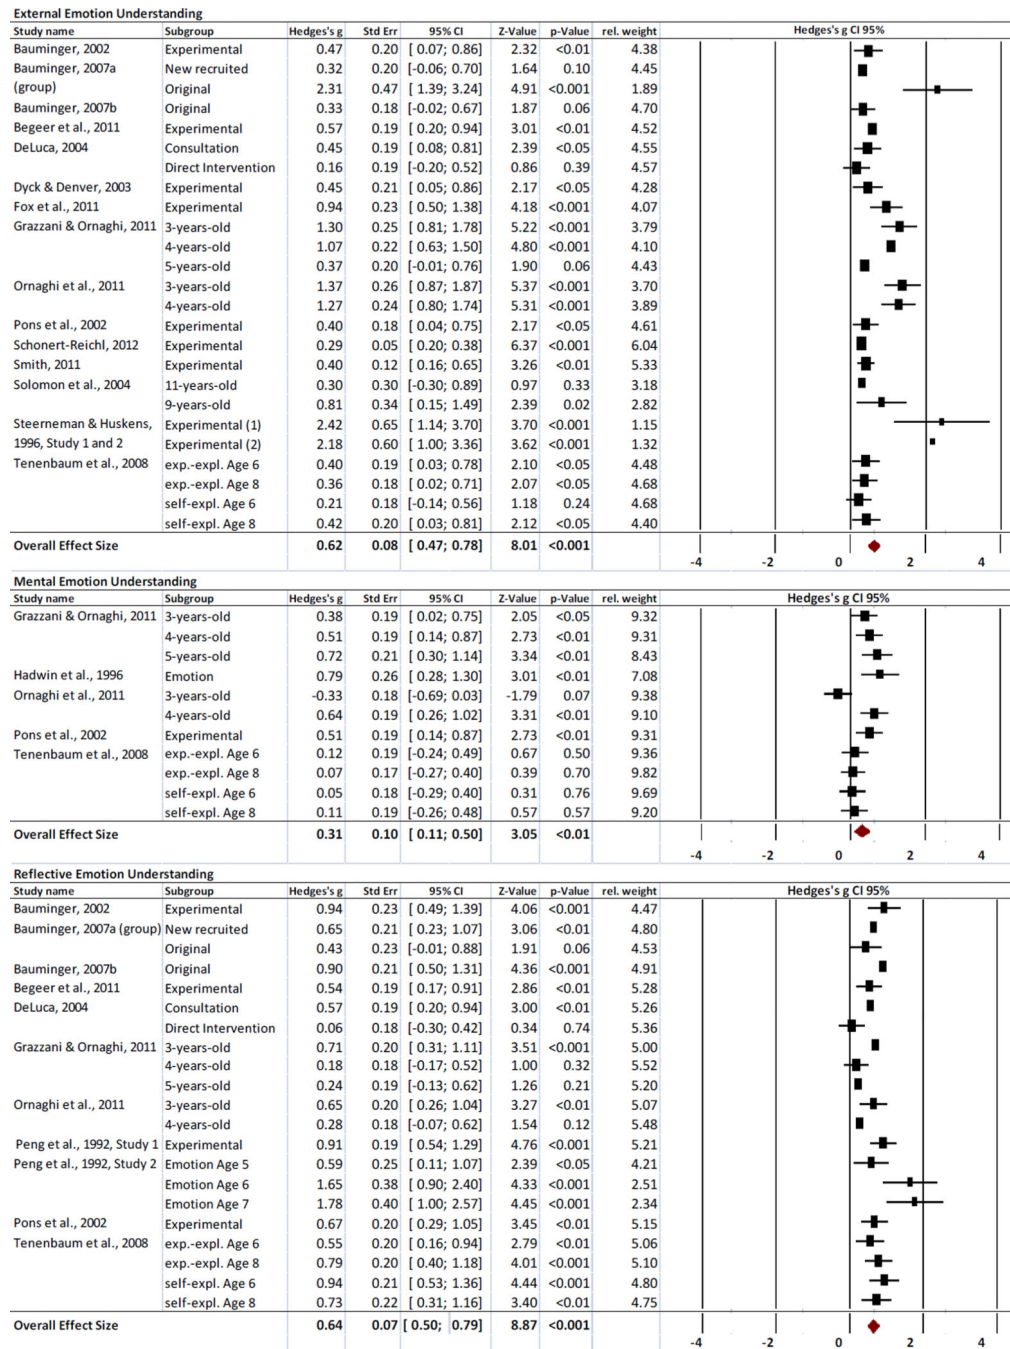 External Emotion Understanding
Study name Subgroup Hedges's g Std Err 95% CI Z-Value p-Value rel. weight Hedges's g CI 95%
Bauminger, 2002 Experimental 0.47 0.20 [ 0.07; 0.86] 2.32 <0.01 4.38
Bauminger, 2007a New recruited 0.32 0.20 [-0.06; 0.70] 1.64 0.10 4.45
(group) Original 2.31 0.47 [ 1.39; 3.24] 4.91 <0.001 1.89
Bauminger, 2007b Original 0.33 0.18 [-0.02; 0.67] 1.87 0.06 4.70
Begeer et al., 2011 Experimental 0.57 0.19 [ 0.20; 0.94] 3.01 <0.01 4.52
DeLuca, 2004 Consultation 0.45 0.19 [ 0.08; 0.81] 2.39 <0.05 4.55
Direct Intervention 0.16 0.19 [-0.20; 0.52] 0.86 0.39 4.57
Dyck & Denver, 2003 Experimental 0.45 0.21 [ 0.05; 0.86] 2.17 <0.05 4.28
Fox et al., 2011 Experimental 0.94 0.23 [ 0.50; 1.38] 4.18 <0.001 4.07
Grazzani & Ornaghi, 2011 3-years-old 1.30 0.25 [ 0.81; 1.78] 5.22 <0.001 3.79
4-years-old 1.07 0.22 [ 0.63; 1.50] 4.80 <0.001 4.10
5-years-old 0.37 0.20 [-0.01; 0.76] 1.90 0.06 4.43
Ornaghi et al., 2011 3-years-old 1.37 0.26 [ 0.87; 1.87] 5.37 <0.001 3.70
4-years-old 1.27 0.24 [ 0.80; 1.74] 5.31 <0.001 3.89
Pons et al., 2002 Experimental 0.40 0.18 [ 0.04; 0.75] 2.17 <0.05 4.61
Schonert-Reichl, 2012 Experimental 0.29 0.05 [ 0.20; 0.38] 6.37 <0.001 6.04
Smith, 2011 Experimental 0.40 0.12 [ 0.16; 0.65] 3.26 <0.01 5.33
Solomon et al., 2004 11-years-old 0.30 0.30 [-0.30; 0.89] 0.97 0.33 3.18
9-years-old 0.81 0.34 [ 0.15; 1.49] 2.39 0.02 2.82
Steerneman & Huskens, Experimental (1) 2.42 0.65 [ 1.14; 3.70] 3.70 <0.001 1.15
1996, Study 1 and 2 Experimental (2) 2.18 0.60 [ 1.00; 3.36] 3.62 <0.001 1.32
Tenenbaum et al., 2008 exp.-expl. Age 6 0.40 0.19 [ 0.03; 0.78] 2.10 <0.05 4.48
exp.-expl. Age 8 0.36 0.18 [ 0.02; 0.71] 2.07 <0.05 4.68
self-expl. Age 6 0.21 0.18 [-0.14; 0.56] 1.18 0.24 4.68
self-expl. Age 8 0.42 0.20 [ 0.03; 0.81] 2.12 <0.05 4.40
Overall Effect Size 0.62 0.08 [ 0.47; 0.78] 8.01 <0.001
-4 -2 0 2 4
Mental Emotion Understanding
Study name Subgroup Hedges's g Std Err 95% CI Z-Value p-Value rel. weight Hedges's g CI 95%
Grazzani & Ornaghi, 2011 3-years-old 0.38 0.19 [ 0.02; 0.75] 2.05 <0.05 9.32
4-years-old 0.51 0.19 [ 0.14; 0.87] 2.73 <0.01 9.31
5-years-old 0.72 0.21 [ 0.30; 1.14] 3.34 <0.01 8.43
Hadwin et al., 1996 Emotion 0.79 0.26 [ 0.28; 1.30] 3.01 <0.01 7.08
Ornaghi et al., 2011 3-years-old -0.33 0.18 [-0.69; 0.03] -1.79 0.07 9.38
4-years-old 0.64 0.19 [ 0.26; 1.02] 3.31 <0.01 9.10
Pons et al., 2002 Experimental 0.51 0.19 [ 0.14; 0.87] 2.73 <0.01 9.31
Tenenbaum et al., 2008 exp.-expl. Age 6 0.12 0.19 [-0.24; 0.49] 0.67 0.50 9.36
exp.-expl. Age 8 0.07 0.17 [-0.27; 0.40] 0.39 0.70 9.82
self-expl. Age 6 0.05 0.18 [-0.29; 0.40] 0.31 0.76 9.69
self-expl. Age 8 0.11 0.19 [-0.26; 0.48] 0.57 0.57 9.20
Overall Effect Size 0.31 0.10 [ 0.11; 0.50] 3.05 <0.01
-4 -2 0 2 4
Reflective Emotion Understanding
Study name Subgroup Hedges's g Std Err 95% CI Z-Value p-Value rel. weight Hedges's g CI 95%
Bauminger, 2002 Experimental 0.94 0.23 [ 0.49; 1.39] 4.06 <0.001 4.47
Bauminger, 2007a (group) New recruited 0.65 0.21 [ 0.23; 1.07] 3.06 <0.01 4.80
Original 0.43 0.23 [-0.01; 0.88] 1.91 0.06 4.53
Bauminger, 2007b Original 0.90 0.21 [ 0.50; 1.31] 4.36 <0.001 4.91
Begeer et al., 2011 Experimental 0.54 0.19 [ 0.17; 0.91] 2.86 <0.01 5.28
DeLuca, 2004 Consultation 0.57 0.19 [ 0.20; 0.94] 3.00 <0.01 5.26
Direct Intervention 0.06 0.18 [-0.30; 0.42] 0.34 0.74 5.36
Grazzani & Ornaghi, 2011 3-years-old 0.71 0.20 [ 0.31; 1.11] 3.51 <0.001 5.00
4-years-old 0.18 0.18 [-0.17; 0.52] 1.00 0.32 5.52
5-years-old 0.24 0.19 [-0.13; 0.62] 1.26 0.21 5.20
Ornaghi et al., 2011 3-years-old 0.65 0.20 [ 0.26; 1.04] 3.27 <0.01 5.07
4-years-old 0.28 0.18 [-0.07; 0.62] 1.54 0.12 5.48
Peng et al., 1992, Study 1 Experimental 0.91 0.19 [ 0.54; 1.29] 4.76 <0.001 5.21
Peng et al., 1992, Study 2 Emotion Age 5 0.59 0.25 [ 0.11; 1.07] 2.39 <0.05 4.21
Emotion Age 6 1.65 0.38 [ 0.90; 2.40] 4.33 <0.001 2.51
Emotion Age 7 1.78 0.40 [ 1.00; 2.57] 4.45 <0.001 2.34
Pons et al., 2002 Experimental 0.67 0.20 [ 0.29; 1.05] 3.45 <0.01 5.15
Tenenbaum et al., 2008 exp.-expl. Age 6 0.55 0.20 [ 0.16; 0.94] 2.79 <0.01 5.06
exp.-expl. Age 8 0.79 0.20 [ 0.40; 1.18] 4.01 <0.001 5.10
self-expl. Age 6 0.94 0.21 [ 0.53; 1.36] 4.44 <0.001 4.80
self-expl. Age 8 0.73 0.22 [ 0.31; 1.16] 3.40 <0.01 4.75
Overall Effect Size 0.64 0.07 [ 0.50; 0.79] 8.87 <0.001
-4 -2 0 2 4